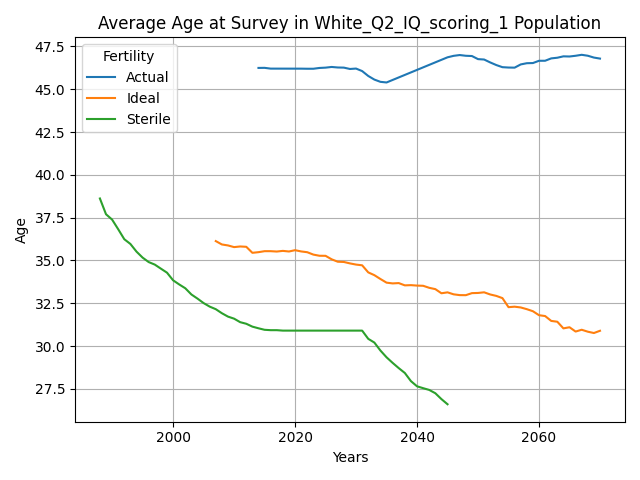 Average Age at Survey in White_Q2_IQ_scoring_1 Population
Fertility
Actual
Ideal
Sterile
47.5
45.0
42.5
40.0
37.5
35.0
32.5
30.0
27.5
Age
2000
2020
2040
2060
Years